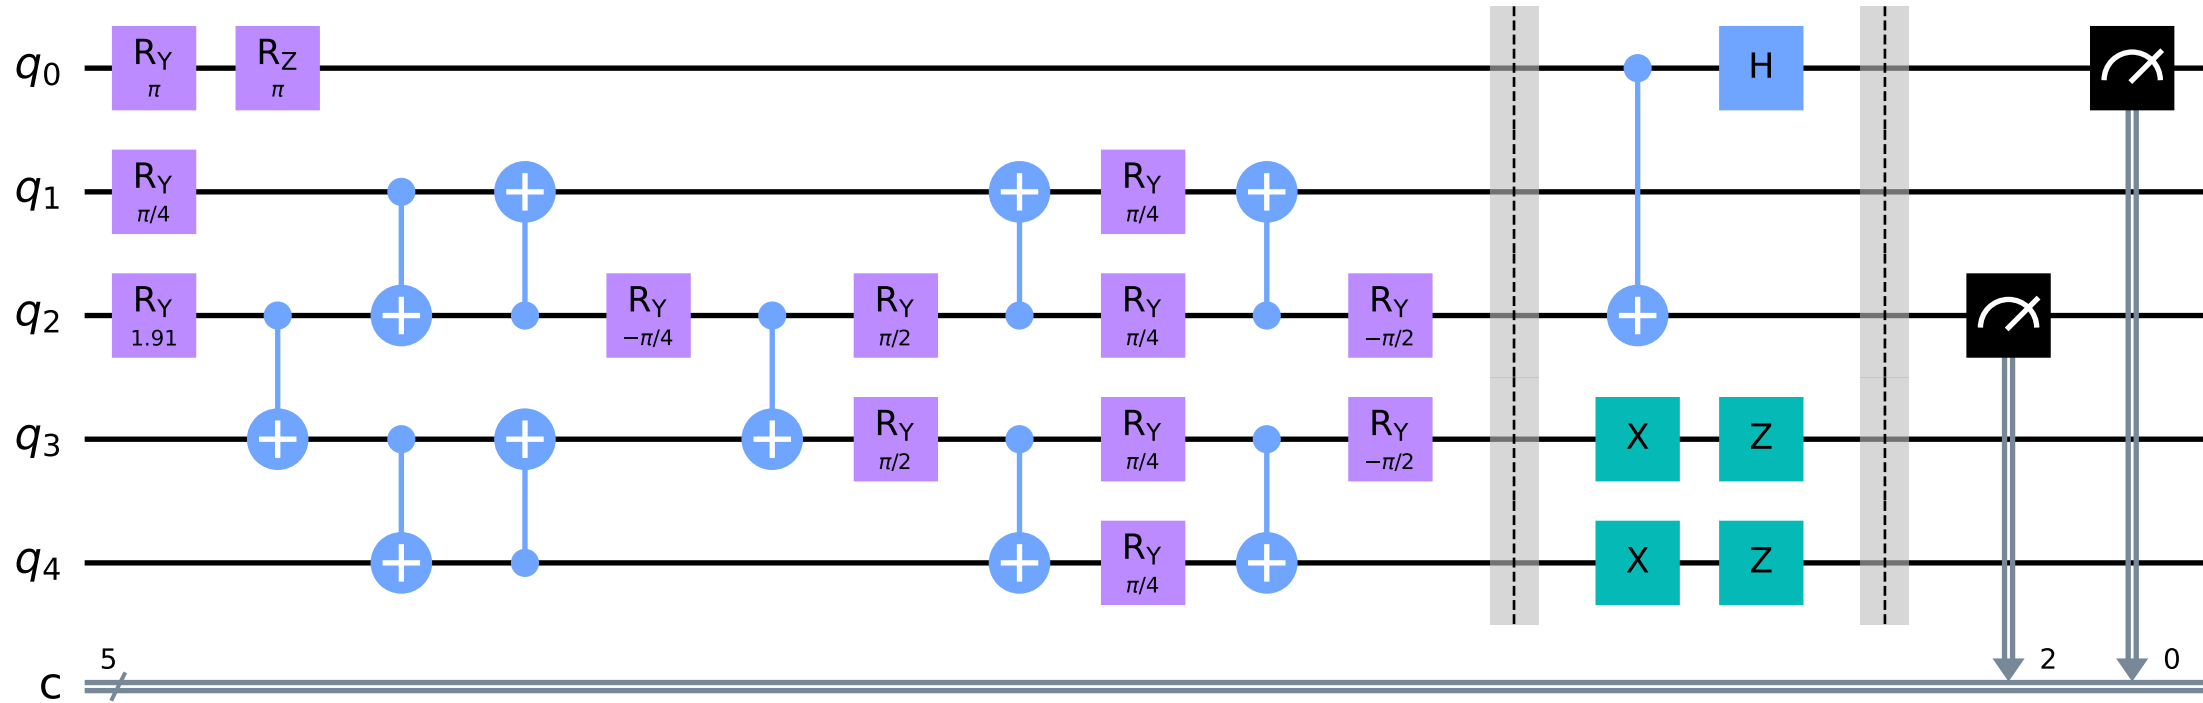 q0 RY π RZ π H
q1 RY π/4 RY π/4
q2 RY 1.91 RY −π/4 RY π/2 RY π/4 RY −π/2
q3 RY π/2 RY π/4 RY −π/2 X Z
q4 RY π/4 X Z
c 5 2 0